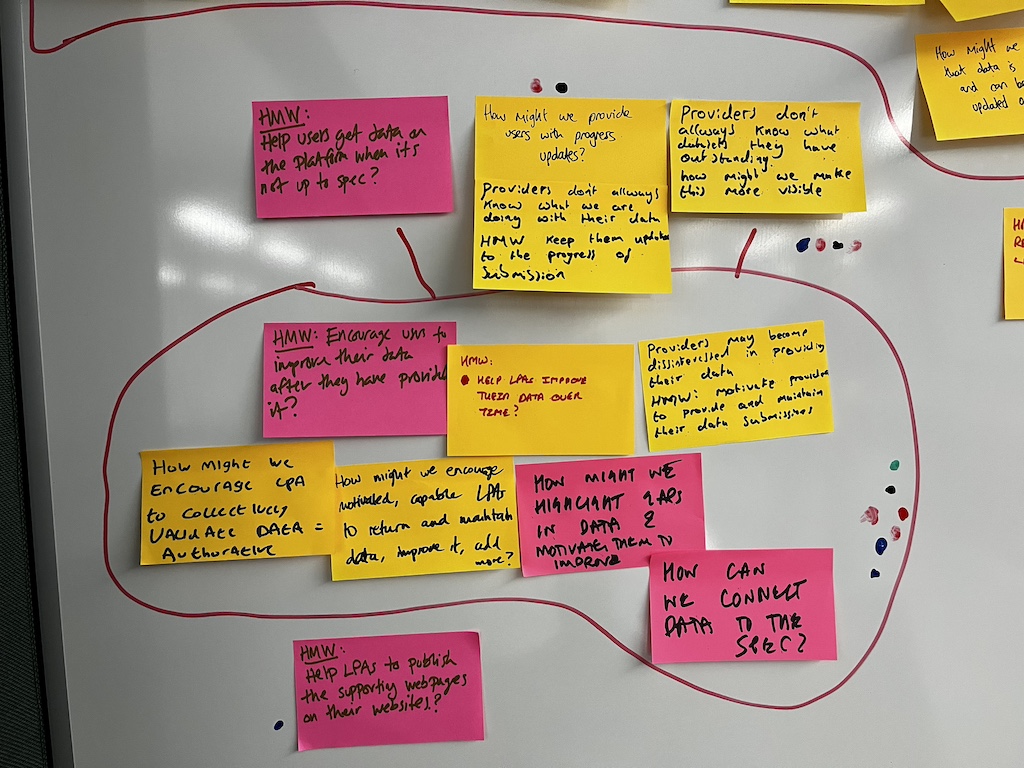 How might we
that data is
and can be
updated
HMW:
Help users get data on
the platform when it's
not up to spec?
How might we provide
users with progress
updates?
Providers don't allways
know what we are
doing with their data
HMW keep them updated
to the progress of
submission
Providers don't
allways know what
datasets they have
outstanding.
how might we make
this more visible
HMW: Encourage users to
improve their data
after they have provided
it?
HMW:
HELP LPAs IMPROVE
THEIR DATA OVER
TIME?
Providers may become
dissinterested in providing
their data
HMW: motivate providers
to provide and maintain
their data submissions
How might we
ENCOURAGE LPA
to collectively
VALIDATE DATA =
AUTHORATIVE
How might we encourage
motivated, capable LPAs
to return and maintain
data, improve it, add
more?
HOW MIGHT WE
HIGHLIGHT GAPS
IN DATA &
MOTIVATE THEM TO
IMPROVE
HOW CAN
WE CONNECT
DATA TO THE
SPEC?
HMW:
Help LPAs to publish
the supporting webpages
on their websites?